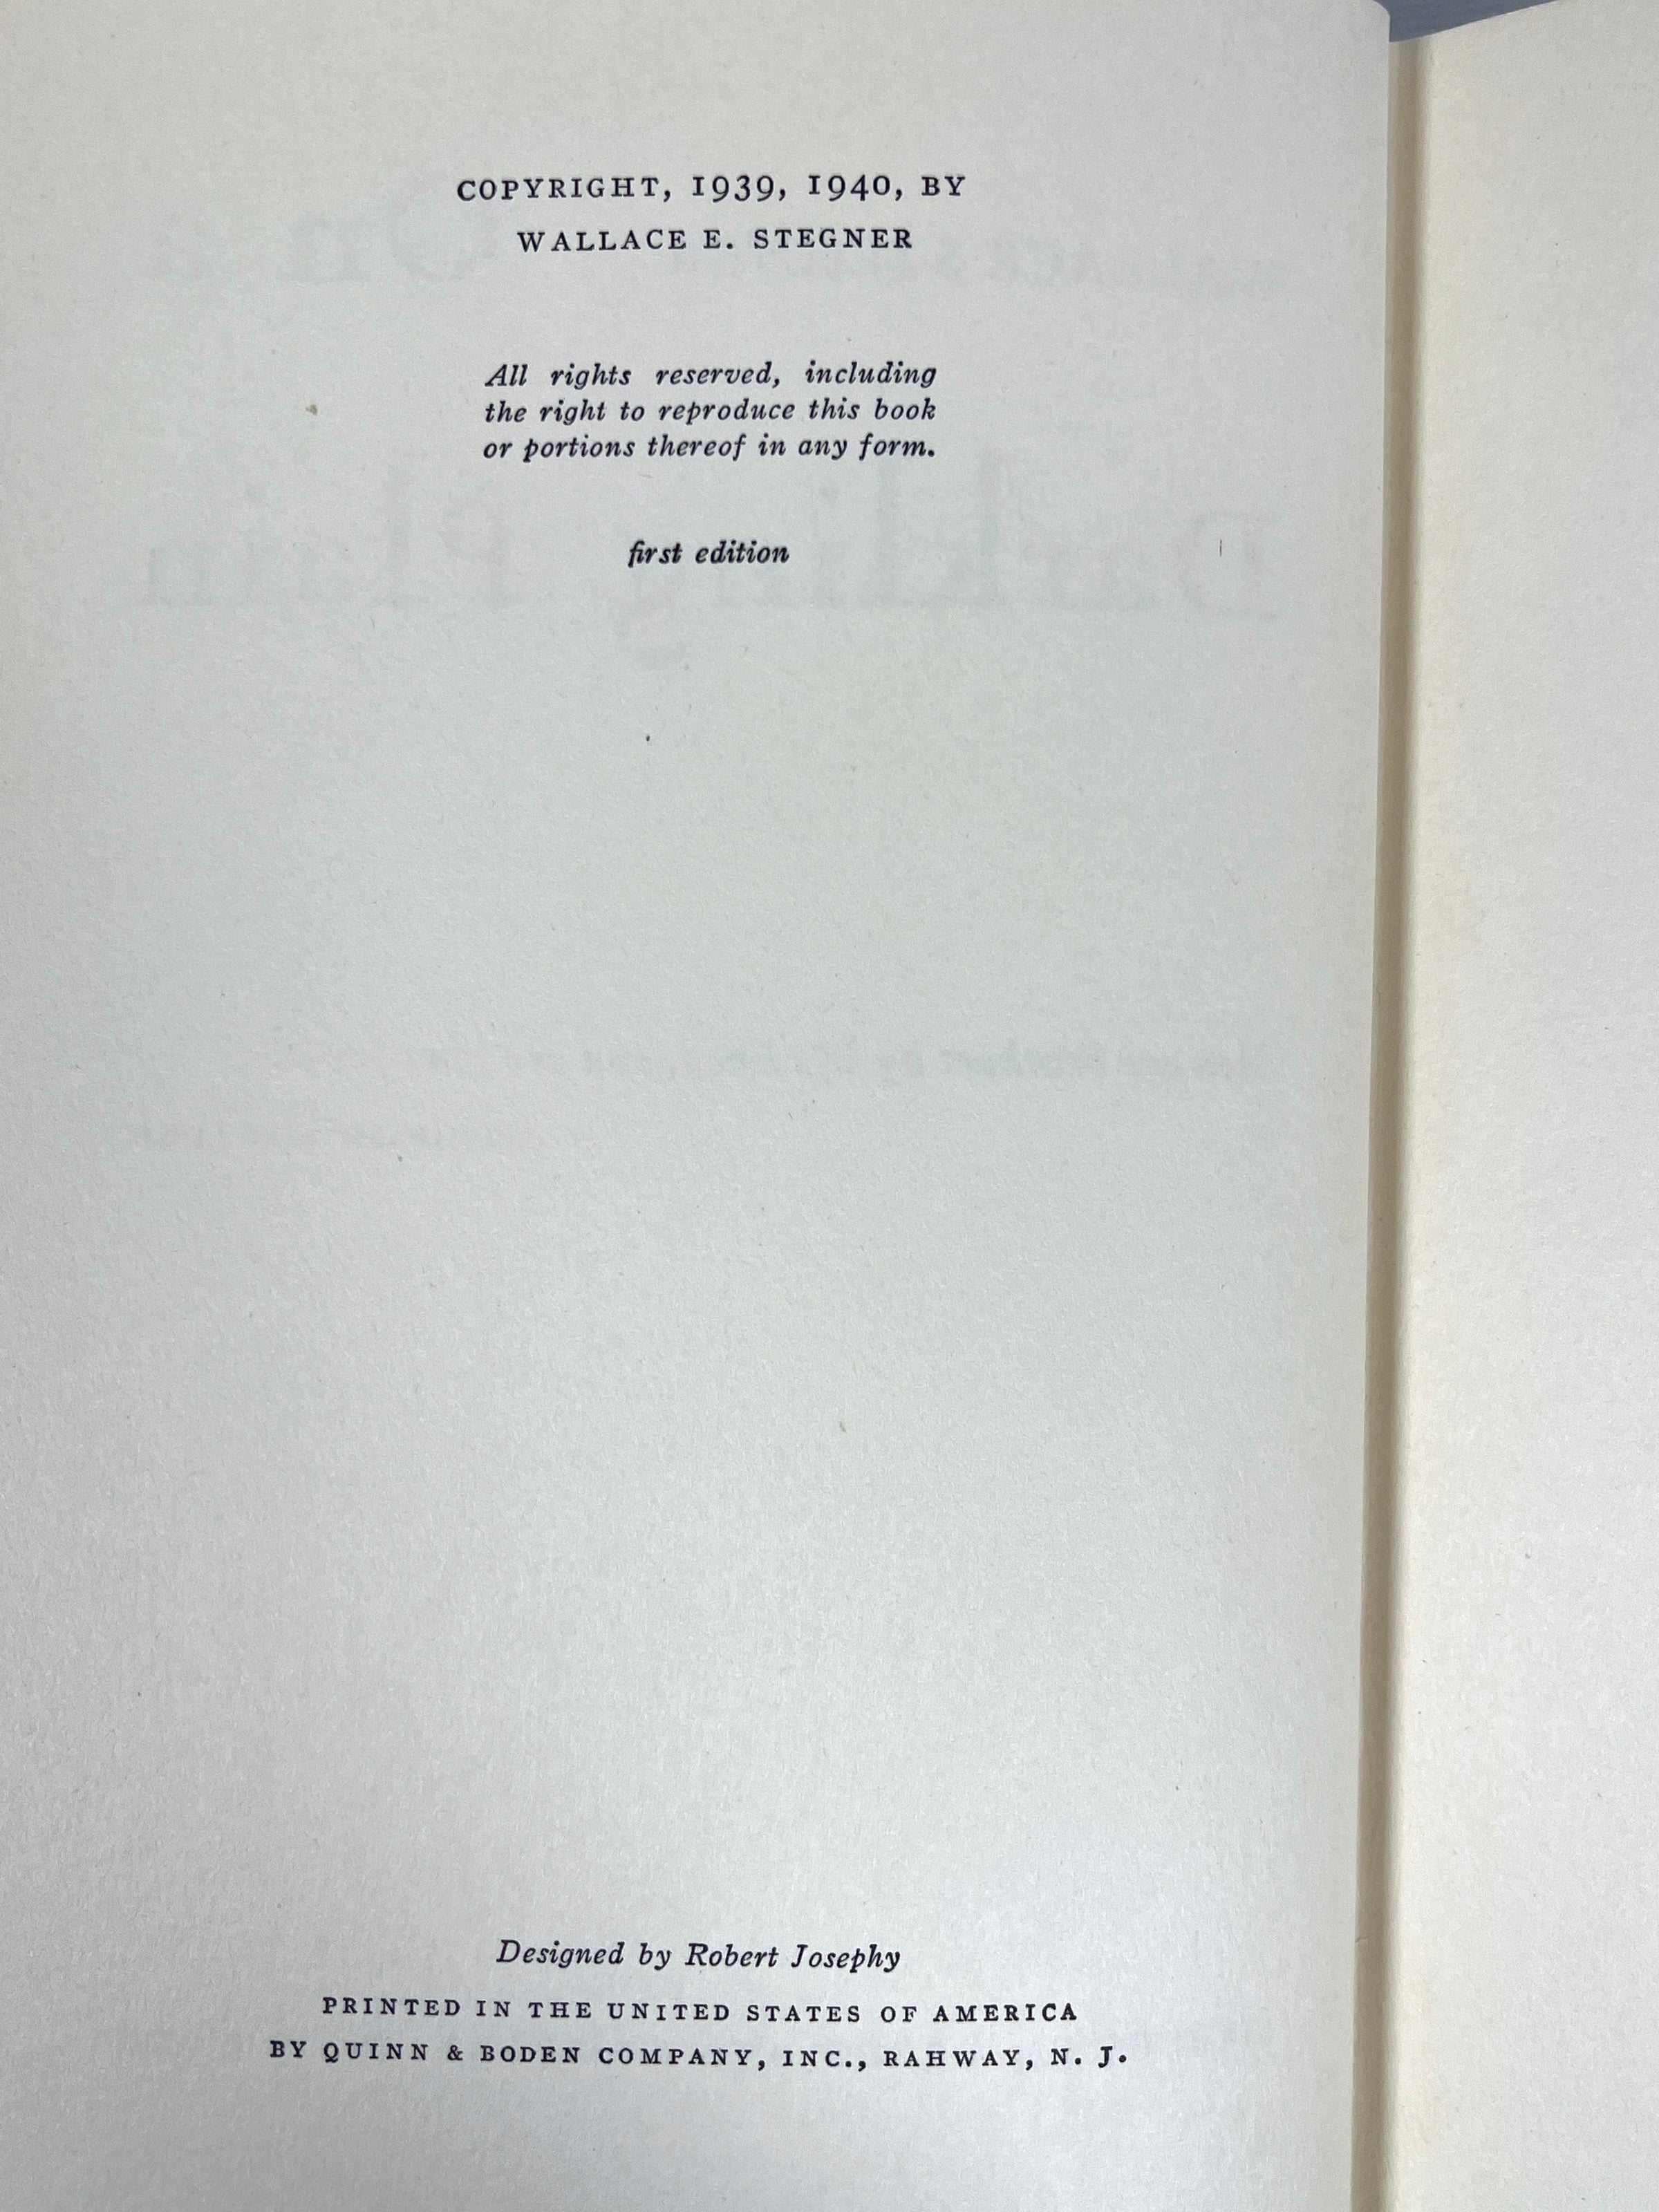 COPYRIGHT, 1939, 1940, BY
WALLACE E. STEGNER
All rights reserved, including
the right to reproduce this book
or portions thereof in any form.
first edition
Designed by Robert Josephy
PRINTED IN THE UNITED STATES OF AMERICA
BY QUINN & BODEN COMPANY, INC., RAHWAY, N. J.